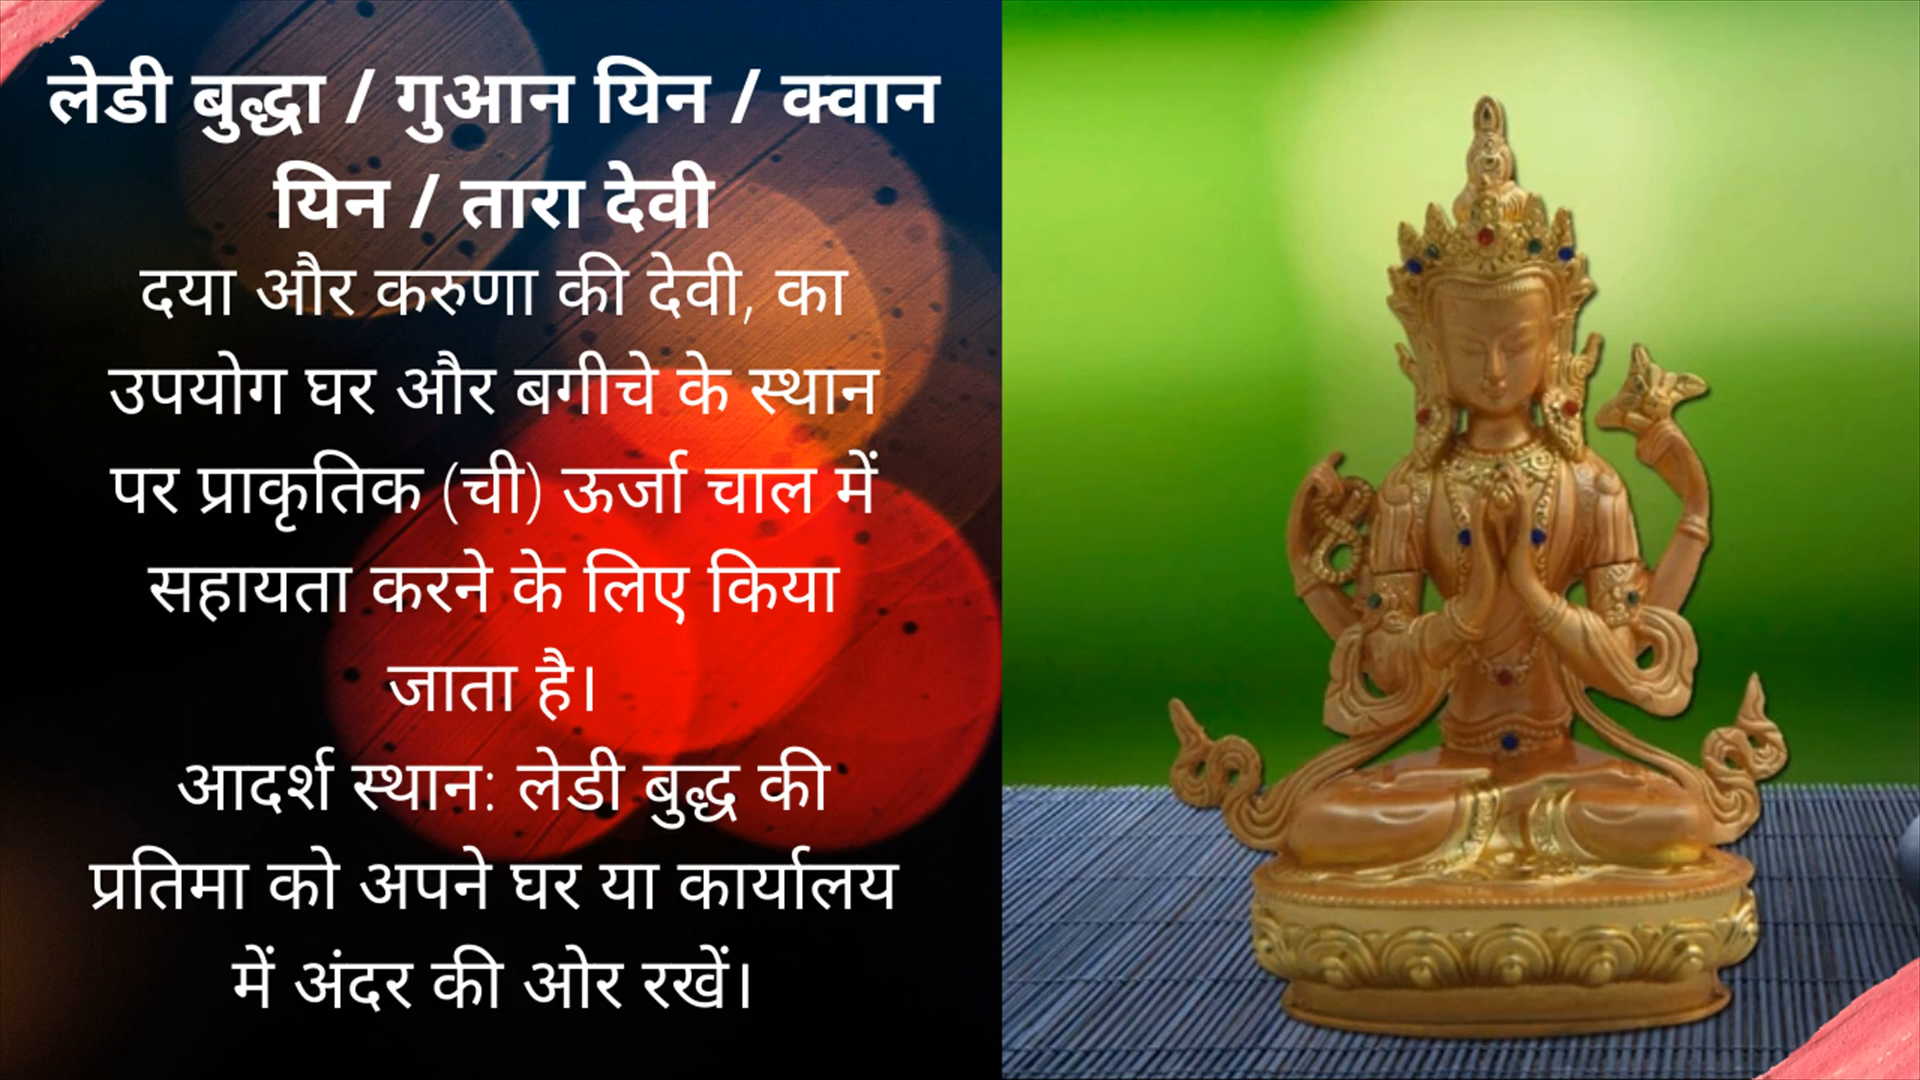 लेडी बुद्धा / गुआन यिन / क्वान
यिन / तारा देवी
दया और करुणा की देवी, का
उपयोग घर और बगीचे के स्थान
पर प्राकृतिक (ची) ऊर्जा चाल में
सहायता करने के लिए किया
जाता है।
आदर्श स्थान: लेडी बुद्ध की
प्रतिमा को अपने घर या कार्यालय
में अंदर की ओर रखें।